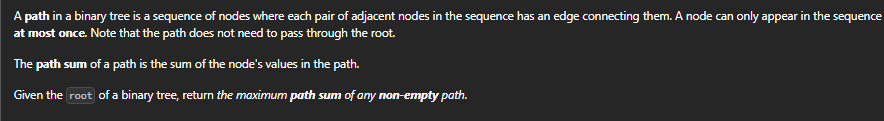 A path in a binary tree is a sequence of nodes where each pair of adjacent nodes in the sequence has an edge connecting them. A node can only appear in the sequence
at most once. Note that the path does not need to pass through the root.
The path sum of a path is the sum of the node's values in the path.
Given the root of a binary tree, return the maximum path sum of any non-empty path.